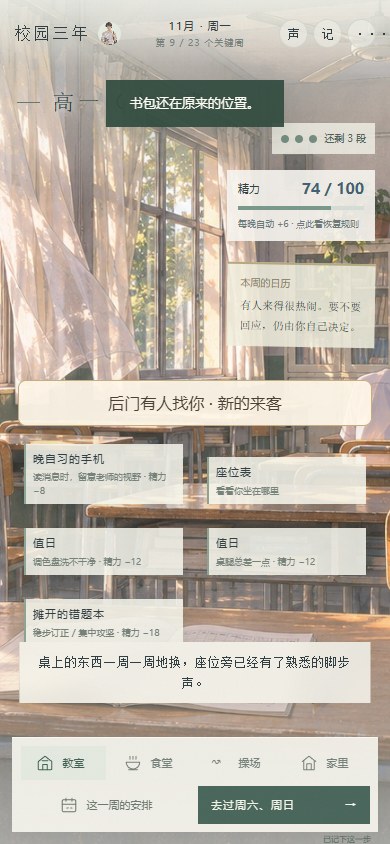 校园三年
11月 · 周一
第 9 / 23 个关键周
声
记
···
— 高一
书包还在原来的位置。
还剩 3 段
精力
74 / 100
每晚自动 +6 · 点此看恢复规则
本周的日历
有人来得很热闹。要不要
回应，仍由你自己决定。
后门有人找你 · 新的来客
晚自习的手机
读消息时，留意老师的视野 · 精力
−8
座位表
看看你坐在哪里
值日
调色盘洗不干净 · 精力 −12
值日
桌腿总差一点 · 精力 −12
摊开的错题本
稳步订正 / 集中攻坚 · 精力 −18
桌上的东西一周一周地换，座位旁已经有了熟悉的脚步
声。
教室
食堂
操场
家里
这一周的安排
去过周六、周日 →
已记下这一步